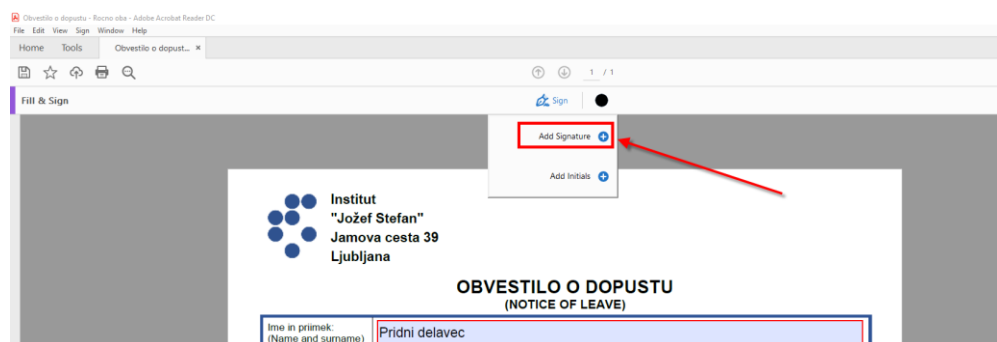 Obvestilo o dopustu - Rocno obe - Adobe Acrobat Reader DC
File Edit View Sign Window Help
Home Tools Obvestilo o dopust... ×
1 / 1
Fill & Sign Sign
Add Signature
Add Initials
Institut
"Jožef Stefan"
Jamova cesta 39
Ljubljana
OBVESTILO O DOPUSTU
(NOTICE OF LEAVE)
Ime in priimek:
(Name and surname)
Pridni delavec